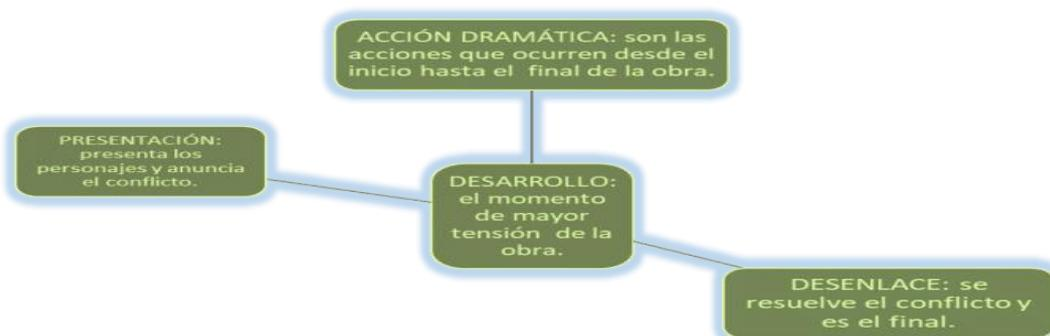 ACCIÓN DRAMÁTICA: son las
acciones que ocurren desde el
inicio hasta el final de la obra.
PRESENTACIÓN:
presenta los
personajes y anuncia
el conflicto.
DESARROLLO:
el momento
de mayor
tensión de la
obra.
DESENLACE: se
resuelve el conflicto y
es el final.